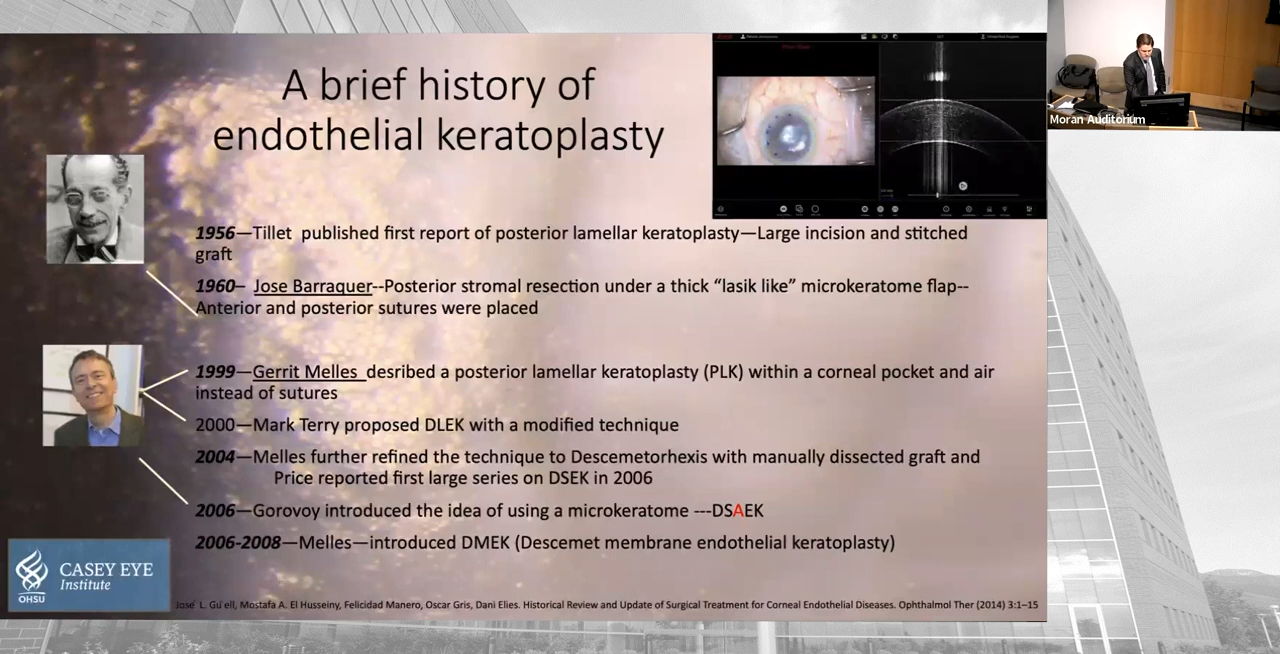 A brief history of
endothelial keratoplasty
Moran Auditorium
1956—Tillet published first report of posterior lamellar keratoplasty—Large incision and stitched
graft
1960– Jose Barraquer--Posterior stromal resection under a thick “lasik like” microkeratome flap--
Anterior and posterior sutures were placed
1999—Gerrit Melles desribed a posterior lamellar keratoplasty (PLK) within a corneal pocket and air
instead of sutures
2000—Mark Terry proposed DLEK with a modified technique
2004—Melles further refined the technique to Descemetorhexis with manually dissected graft and
Price reported first large series on DSEK in 2006
2006—Gorovoy introduced the idea of using a microkeratome ---DSAEK
2006-2008—Melles—introduced DMEK (Descemet membrane endothelial keratoplasty)
CASEY EYE
Institute
OHSU
José L. Gu ell, Mostafa A. El Husseiny, Felicidad Manero, Oscar Gris, Dani Elies. Historical Review and Update of Surgical Treatment for Corneal Endothelial Diseases. Ophthalmol Ther (2014) 3:1–15